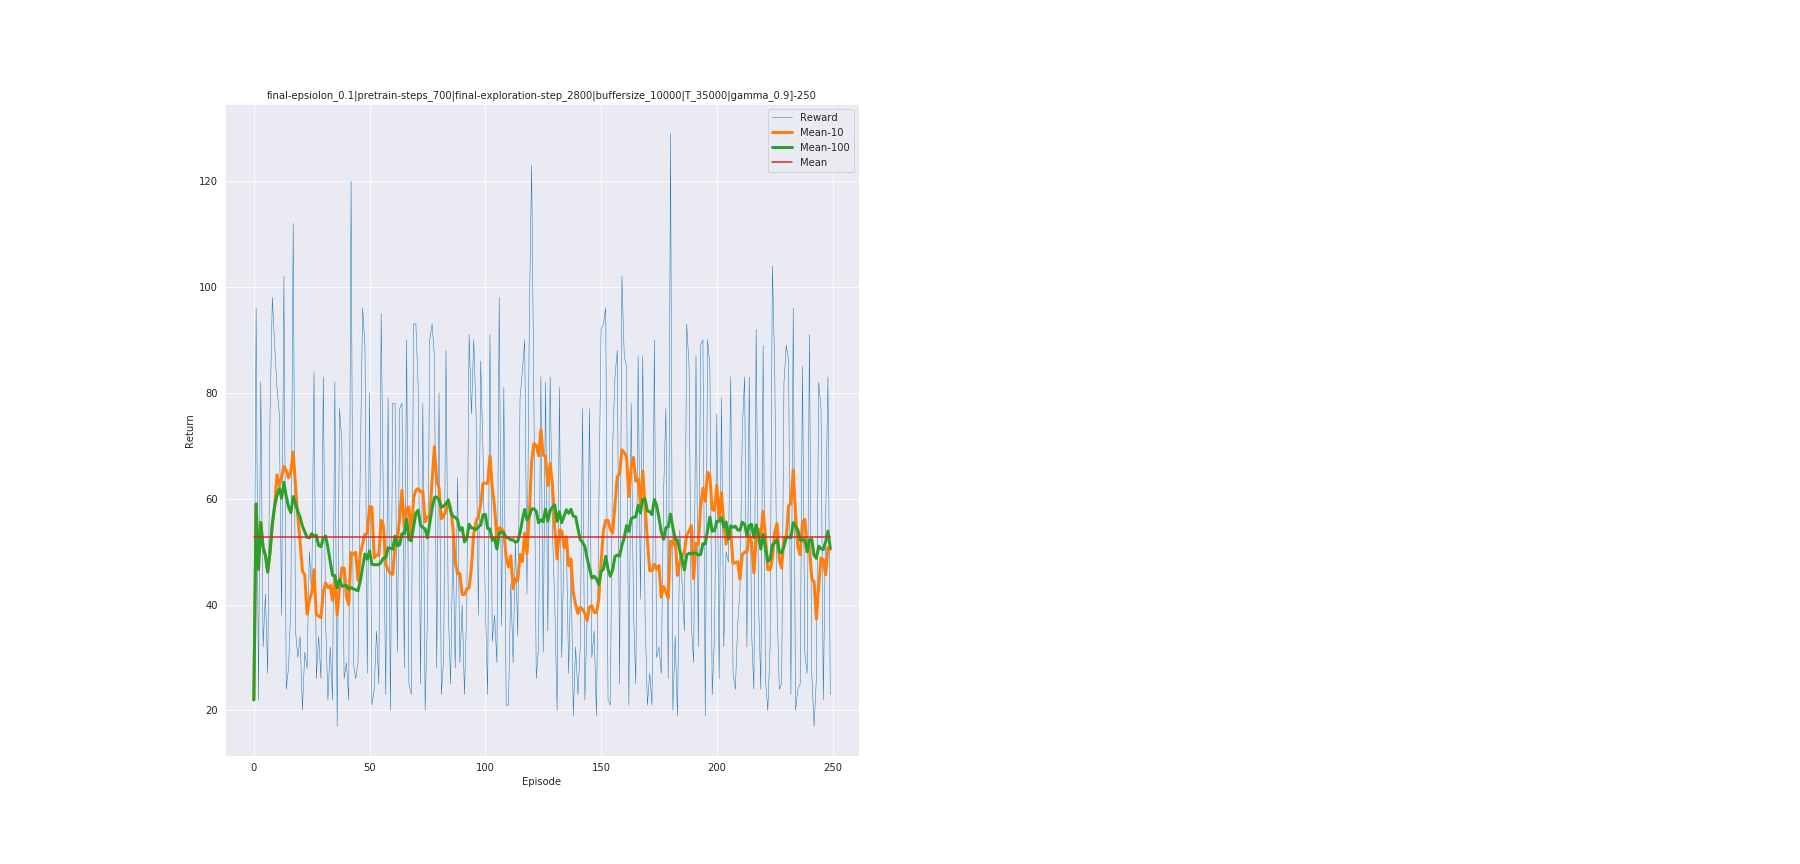 final-epsiolon_0.1|pretrain-steps_700|final-exploration-step_2800|buffersize_10000|T_35000|gamma_0.9]-250
Reward
Mean-10
Mean-100
Mean
120
100
80
60
40
20
Return
0 50 100 150 200 250
Episode